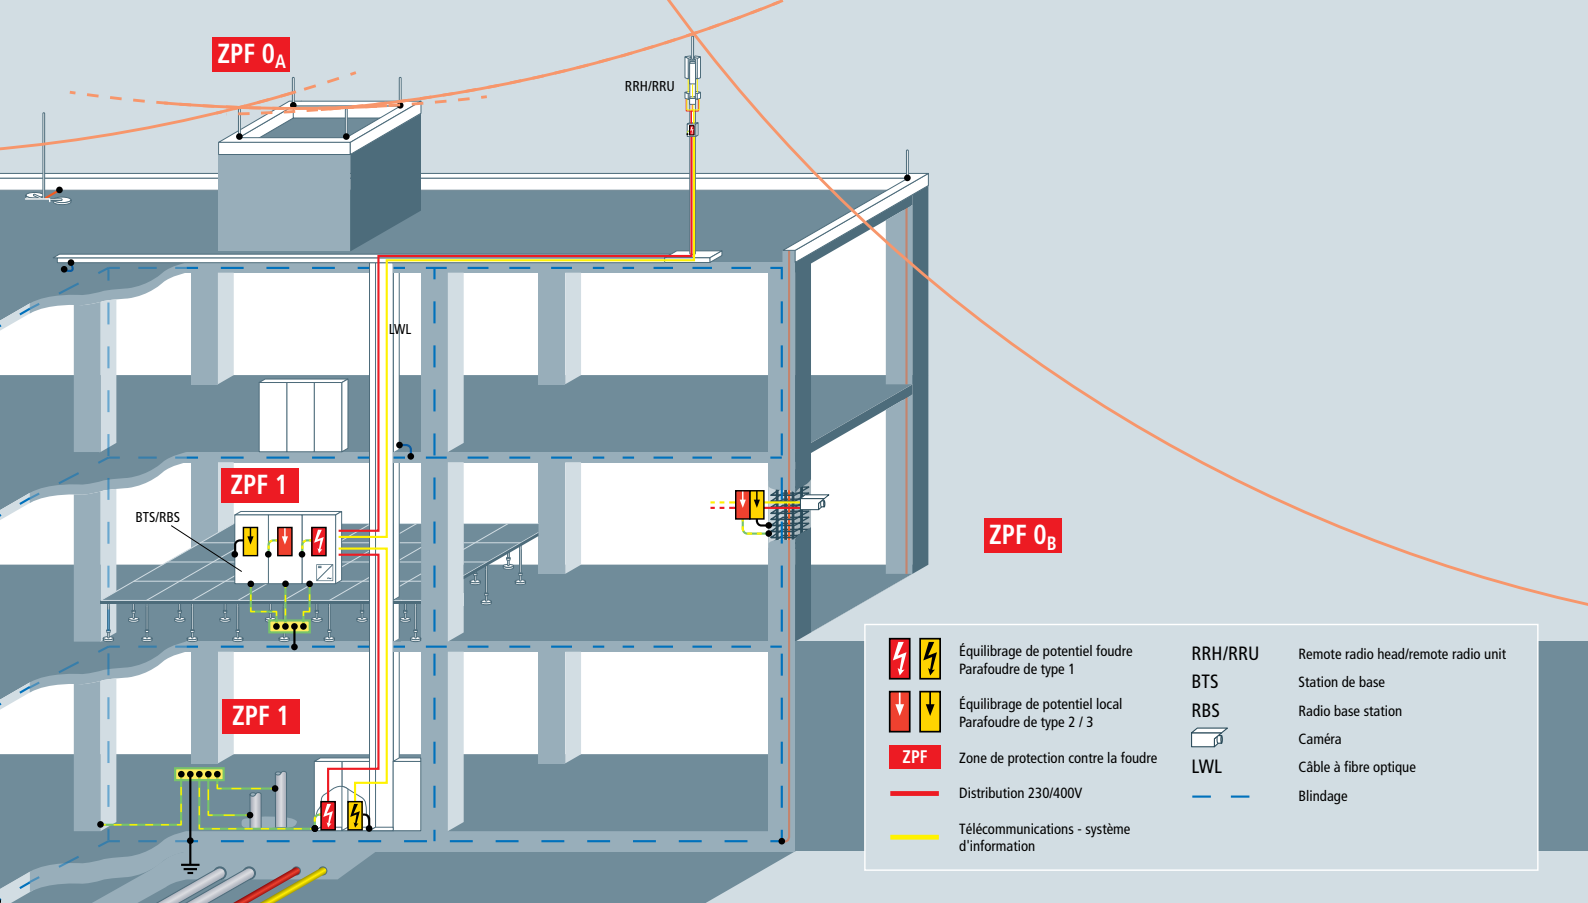 ZPF 0A
RRH/RRU
LWL
ZPF 1
BTS/RBS
ZPF 0B
ZPF 1
Équilibrage de potentiel foudre
Parafoudre de type 1
Équilibrage de potentiel local
Parafoudre de type 2 / 3
ZPF
Zone de protection contre la foudre
Distribution 230/400V
Télécommunications - système
d'information
RRH/RRU
Remote radio head/remote radio unit
BTS
Station de base
RBS
Radio base station
Caméra
LWL
Câble à fibre optique
Blindage